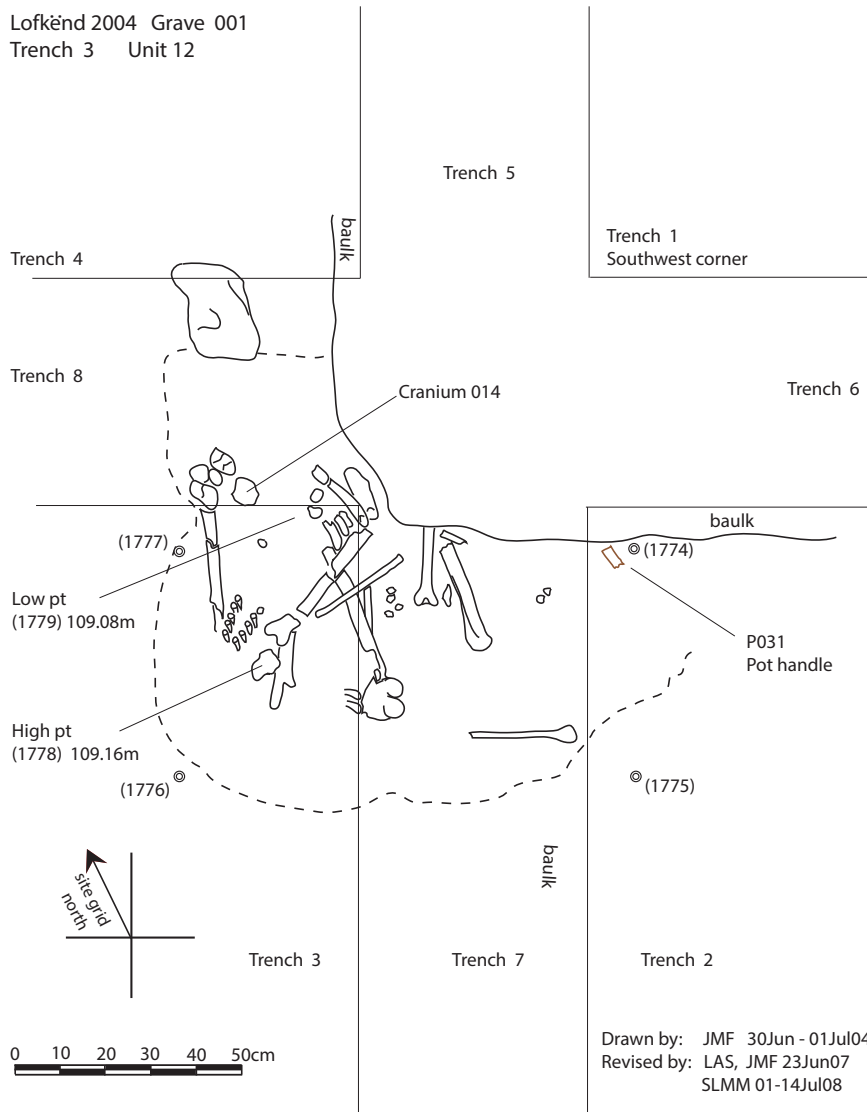 Lofkënd 2004 Grave 001
Trench 3 Unit 12
baulk
Trench 5
Trench 1
Southwest corner
Trench 4
Trench 8
Cranium 014
Trench 6
(1777)
baulk
(1774)
Low pt
(1779) 109.08m
P031
Pot handle
High pt
(1778) 109.16m
(1776)
(1775)
baulk
site grid
north
Trench 3
Trench 7
Trench 2
0 10 20 30 40 50cm
Drawn by: JMF 30Jun - 01Jul04
Revised by: LAS, JMF 23Jun07
SLMM 01-14Jul08